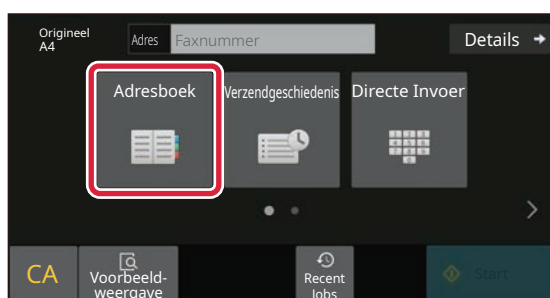 Origineel
A4
Adres Faxnummer
Details
Adresboek
Verzendgeschiedenis
Directe Invoer
CA
Voorbeeld-
weergave
Recent
Jobs
Start